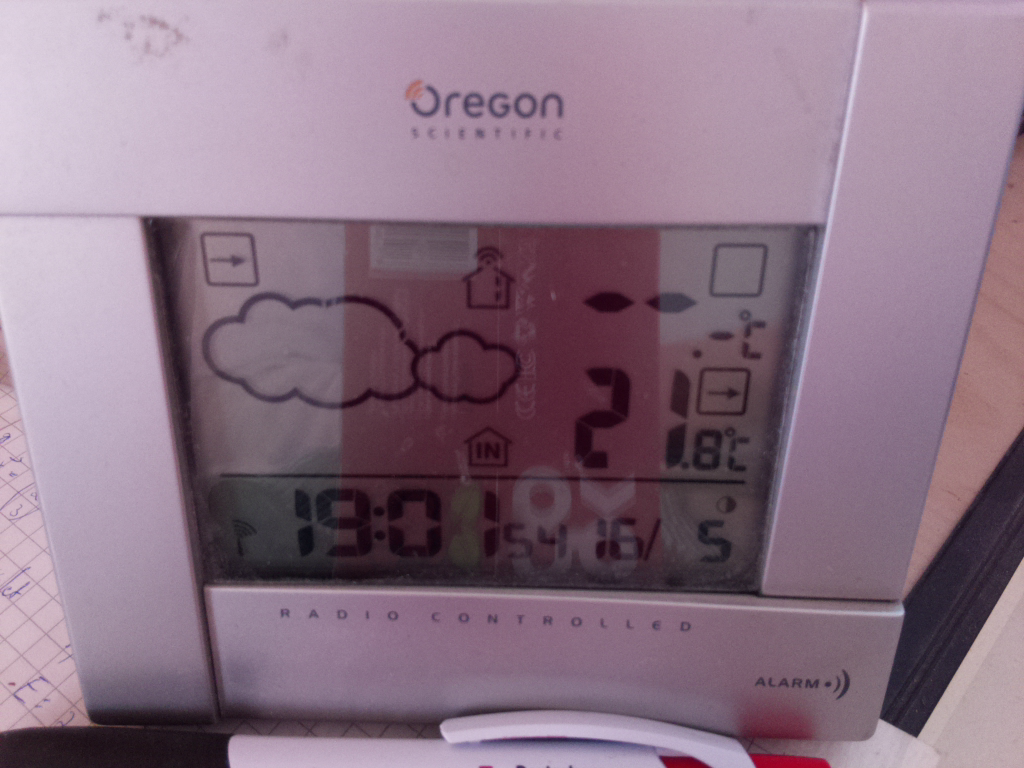 Oregon
SCIENTIFIC
-- .-°C
IN
21.8°C
19:01 54 16/ 5
RADIO CONTROLLED
ALARM